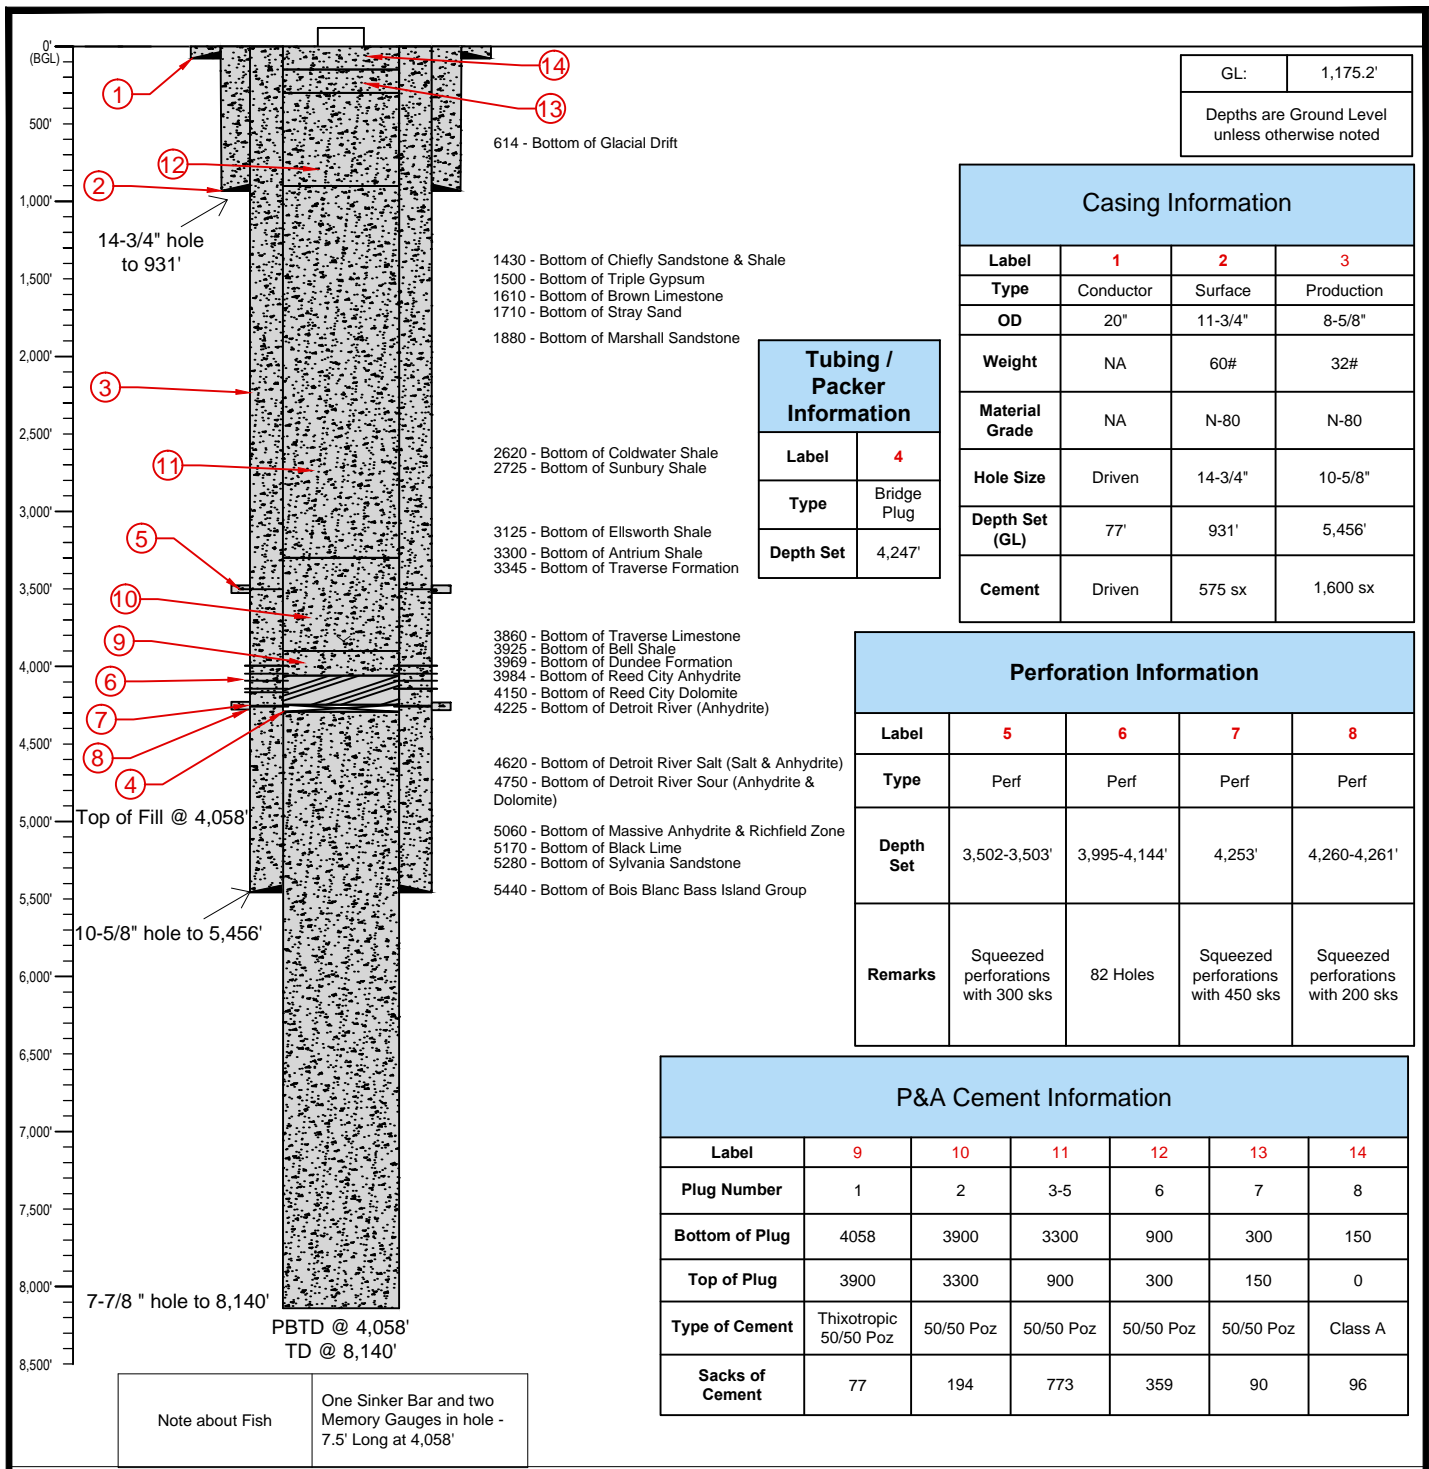 0'
(BGL)
500'
1,000'
1,500'
2,000'
2,500'
3,000'
3,500'
4,000'
4,500'
5,000'
5,500'
6,000'
6,500'
7,000'
7,500'
8,000'
8,500'
1
14
13
12
2
14-3/4" hole
to 931'
3
11
5
10
9
6
7
8
4
Top of Fill @ 4,058'
10-5/8" hole to 5,456'
7-7/8 " hole to 8,140'
PBTD @ 4,058'
TD @ 8,140'
614 - Bottom of Glacial Drift
1430 - Bottom of Chiefly Sandstone & Shale
1500 - Bottom of Triple Gypsum
1610 - Bottom of Brown Limestone
1710 - Bottom of Stray Sand
1880 - Bottom of Marshall Sandstone
2620 - Bottom of Coldwater Shale
2725 - Bottom of Sunbury Shale
3125 - Bottom of Ellsworth Shale
3300 - Bottom of Antrium Shale
3345 - Bottom of Traverse Formation
3860 - Bottom of Traverse Limestone
3925 - Bottom of Bell Shale
3969 - Bottom of Dundee Formation
3984 - Bottom of Reed City Anhydrite
4150 - Bottom of Reed City Dolomite
4225 - Bottom of Detroit River (Anhydrite)
4620 - Bottom of Detroit River Salt (Salt & Anhydrite)
4750 - Bottom of Detroit River Sour (Anhydrite &
Dolomite)
5060 - Bottom of Massive Anhydrite & Richfield Zone
5170 - Bottom of Black Lime
5280 - Bottom of Sylvania Sandstone
5440 - Bottom of Bois Blanc Bass Island Group
GL: 1,175.2'
Depths are Ground Level
unless otherwise noted
Casing Information
Label 1 2 3
Type Conductor Surface Production
OD 20" 11-3/4" 8-5/8"
Weight NA 60# 32#
Material
Grade NA N-80 N-80
Hole Size Driven 14-3/4" 10-5/8"
Depth Set
(GL) 77' 931' 5,456'
Cement Driven 575 sx 1,600 sx
Tubing /
Packer
Information
Label 4
Type Bridge
Plug
Depth Set 4,247'
Perforation Information
Label 5 6 7 8
Type Perf Perf Perf Perf
Depth
Set 3,502-3,503' 3,995-4,144' 4,253' 4,260-4,261'
Remarks Squeezed
perforations
with 300 sks 82 Holes Squeezed
perforations
with 450 sks Squeezed
perforations
with 200 sks
P&A Cement Information
Label 9 10 11 12 13 14
Plug Number 1 2 3-5 6 7 8
Bottom of Plug 4058 3900 3300 900 300 150
Top of Plug 3900 3300 900 300 150 0
Type of Cement Thixotropic
50/50 Poz 50/50 Poz 50/50 Poz 50/50 Poz 50/50 Poz Class A
Sacks of
Cement 77 194 773 359 90 96
Note about Fish
One Sinker Bar and two
Memory Gauges in hole -
7.5' Long at 4,058'